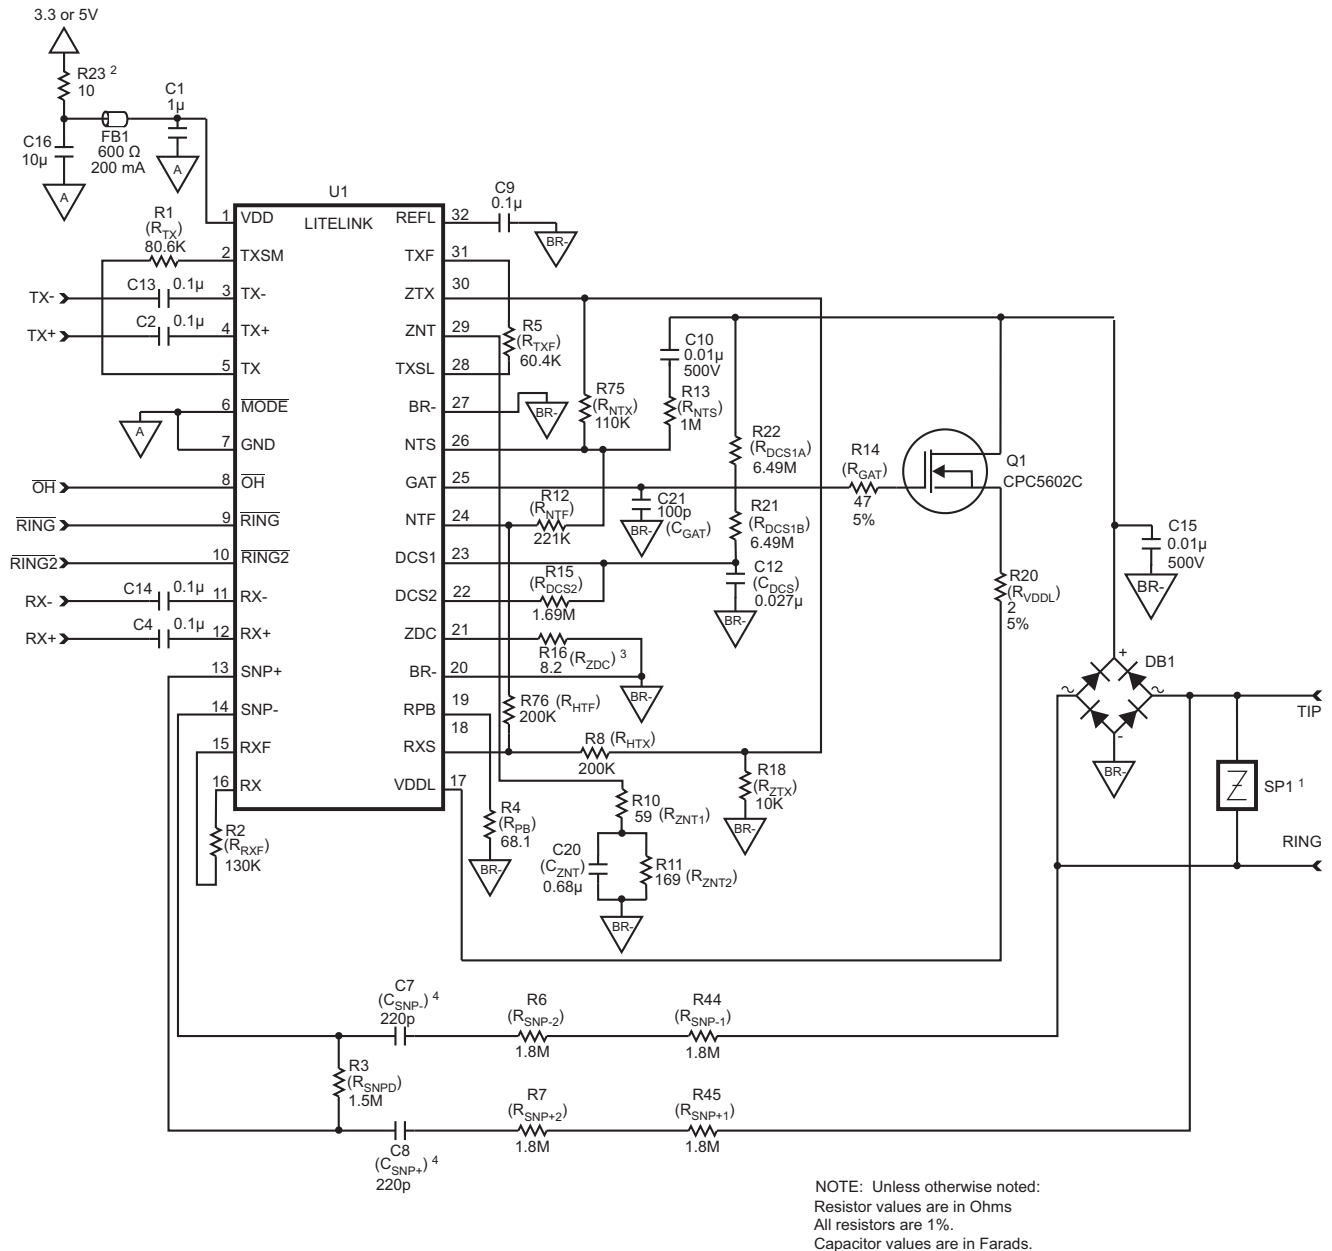 3.3 or 5V
R23 2
10
C1
1µ
C16
10µ
FB1
600 Ω
200 mA
A
A
U1
LITELINK
R1
(RTX)
80.6K
C9
0.1µ
BR-
1 VDD
2 TXSM
TX- C13 0.1µ 3 TX-
TX+ C2 0.1µ 4 TX+
5 TX
6 MODE
A
7 GND
OH 8 OH
RING 9 RING
RING2 10 RING2
RX- C14 0.1µ 11 RX-
RX+ C4 0.1µ 12 RX+
13 SNP+
14 SNP-
15 RXF
16 RX
R2
(RRXF)
130K
REFL 32
TXF 31
ZTX 30
ZNT 29
TXSL 28
BR- 27
NTS 26
GAT 25
NTF 24
DCS1 23
DCS2 22
ZDC 21
BR- 20
RPB 19
RXS 18
VDDL 17
R5
(RTXF)
60.4K
BR-
R75
(RNTX)
110K
C10
0.01µ
500V
R13
(RNTS)
1M
R22
(RDCS1A)
6.49M
R14
(RGAT)
47
5%
Q1
CPC5602C
R12
(RNTF)
221K
C21
100p
(CGAT)
BR-
R21
(RDCS1B)
6.49M
C15
0.01µ
500V
BR-
R15
(RDCS2)
1.69M
C12
(CDCS)
0.027µ
BR-
R20
(RVDDL)
2
5%
R16 (RZDC) 3
8.2
BR-
R76 (RHTF)
200K
R8 (RHTX)
200K
R18
(RZTX)
10K
BR-
+
DB1
~
~
-
BR-
TIP
SP1 1
RING
R4
(RPB)
68.1
BR-
R10
59 (RZNT1)
C20
(CZNT)
0.68µ
R11
169 (RZNT2)
BR-
C7
(CSNP-) 4
220p
R6
(RSNP-2)
1.8M
R44
(RSNP-1)
1.8M
R3
(RSNPD)
1.5M
R7
(RSNP+2)
1.8M
R45
(RSNP+1)
1.8M
C8
(CSNP+) 4
220p
NOTE: Unless otherwise noted:
Resistor values are in Ohms
All resistors are 1%.
Capacitor values are in Farads.